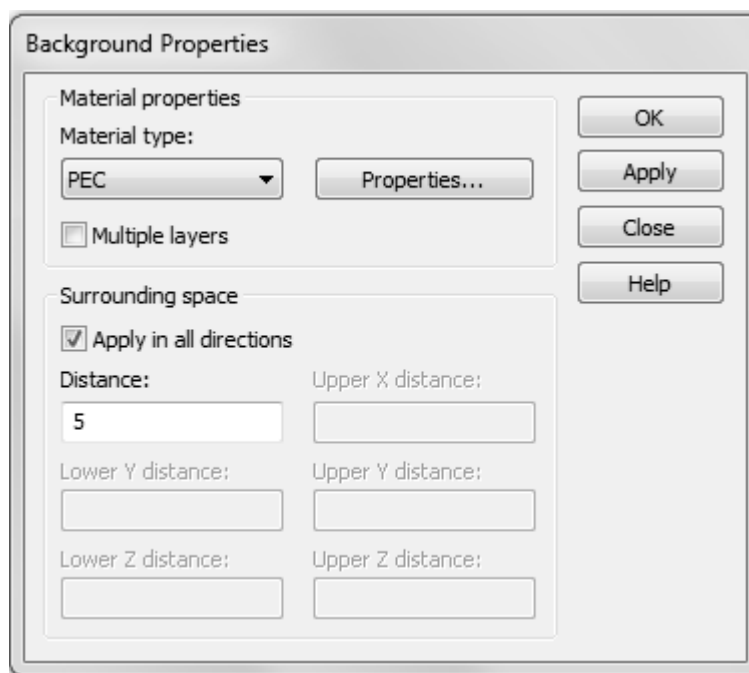 Background Properties
Material properties
Material type:
PEC
Properties...
Multiple layers
OK
Apply
Close
Help
Surrounding space
Apply in all directions
Distance:
Upper X distance:
5
Lower Y distance:
Upper Y distance:
Lower Z distance:
Upper Z distance: